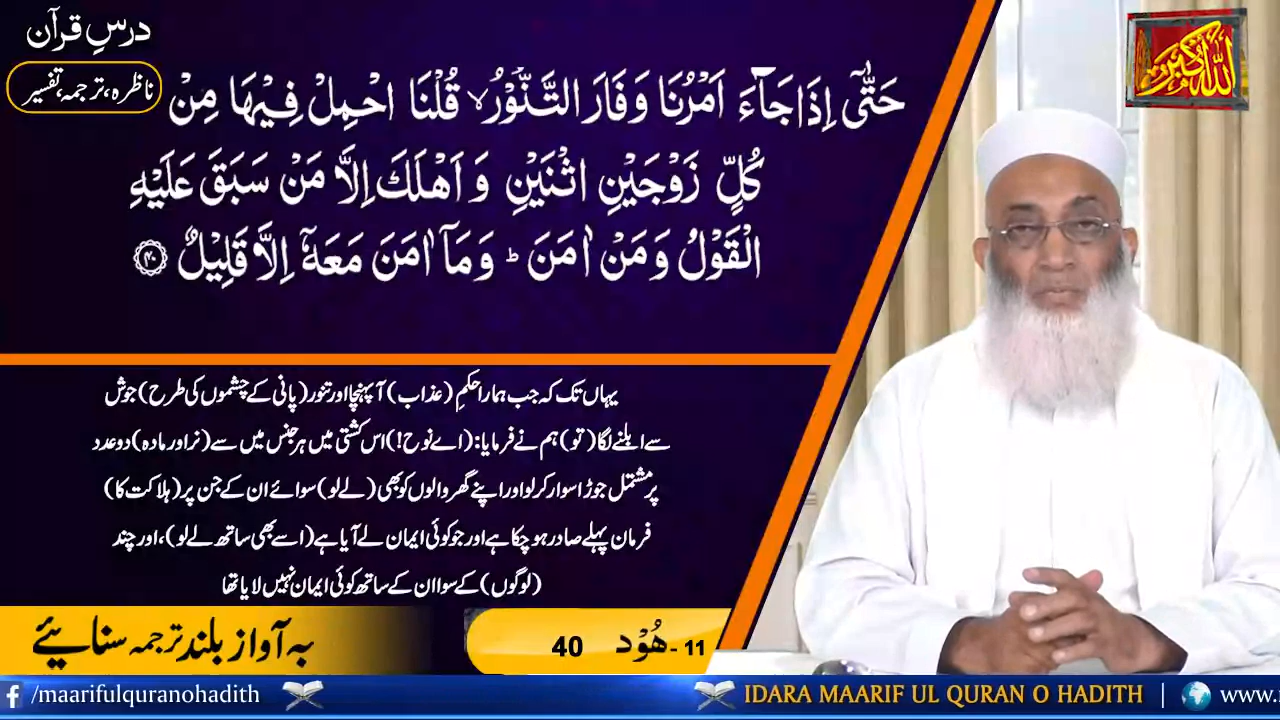 درسِ قرآن
ناظرہ، ترجمہ، تفسیر
حَتّٰۤی اِذَا جَآءَ اَمْرُنَا وَ فَارَ التَّنُّوْرُ ۙ قُلْنَا احْمِلْ فِیْهَا مِنْ
كُلٍّ زَوْجَیْنِ اثْنَیْنِ وَ اَهْلَكَ اِلَّا مَنْ سَبَقَ عَلَیْهِ
الْقَوْلُ وَ مَنْ اٰمَنَ ؕ وَ مَاۤ اٰمَنَ مَعَهٗۤ اِلَّا قَلِیْلٌ ۴۰
یہاں تک کہ جب ہمارا حکمِ (عذاب) آپہنچا اور تنور (پانی کے چشموں کی طرح) جوش
سے ابلنے لگا (تو) ہم نے فرمایا: (اے نوح!) اس کشتی میں ہر جنس میں سے (نر اور مادہ) دو عدد
پر مشتمل جوڑا سوار کر لو اور اپنے گھر والوں کو بھی (لے لو) سوائے ان کے جن پر (ہلاکت کا)
فرمان پہلے صادر ہو چکا ہے اور جو کوئی ایمان لے آیا ہے (اسے بھی ساتھ لے لو)، اور چند
(لوگوں) کے سوا ان کے ساتھ کوئی ایمان نہیں لایا تھا
بہ آواز بلند ترجمہ سنائیے
11 - هُوْد 40
الله اکبر
f /maarifulquranohadith
IDARA MAARIF UL QURAN O HADITH | www.